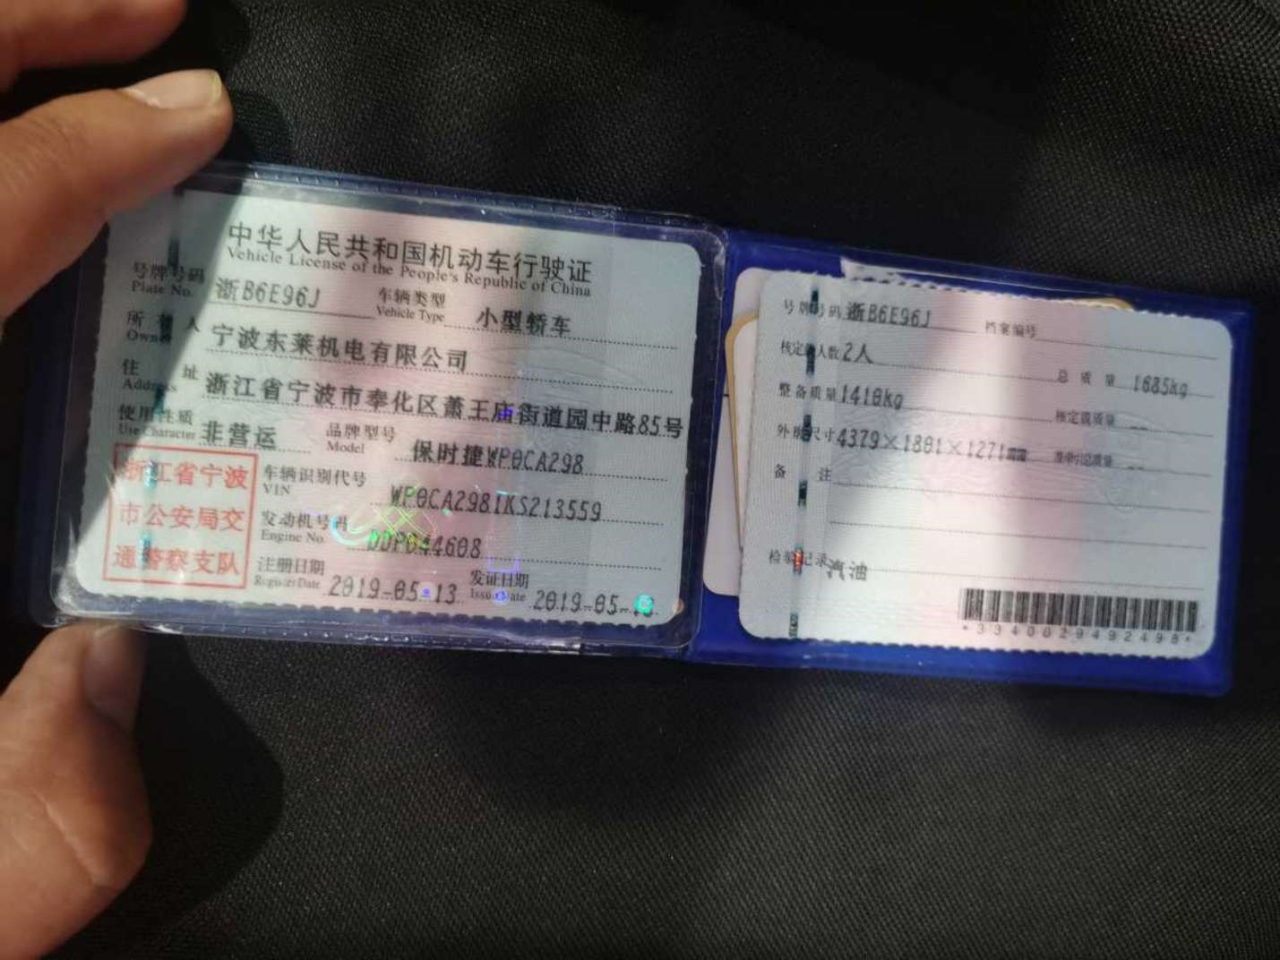 中华人民共和国机动车行驶证
Vehicle License of the People's Republic of China
号牌号码 浙B6E96J 车辆类型 小型轿车
Plate No. Vehicle Type
所有人 宁波东莱机电有限公司
Owner
住址 浙江省宁波市奉化区萧王庙街道园中路85号
Address
使用性质 非营运 品牌型号 保时捷WP0CA298
Use Character Model
浙江省宁波
市公安局交
通警察支队
车辆识别代号 WP0CA2981KS213559
VIN
发动机号码 DDP044608
Engine No.
注册日期 2019-05-13 发证日期 2019-05-
Register Date Issue Date
号牌号码 浙B6E96J 档案编号
核定载人数 2人 总质量 1685kg
整备质量 1410kg 核定载质量 --
外廓尺寸 4379×1801×1271mm 准牵引总质量 --
备注
检验记录 汽油
*3340029492498*